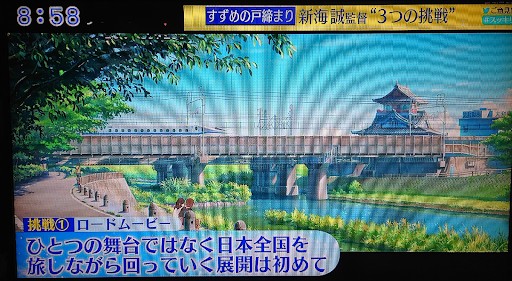 8:58
すずめの戸締まり 新海 誠監督 “3つの挑戦”
挑戦① ロードムービー
ひとつの舞台ではなく日本全国を
旅しながら回っていく展開は初めて